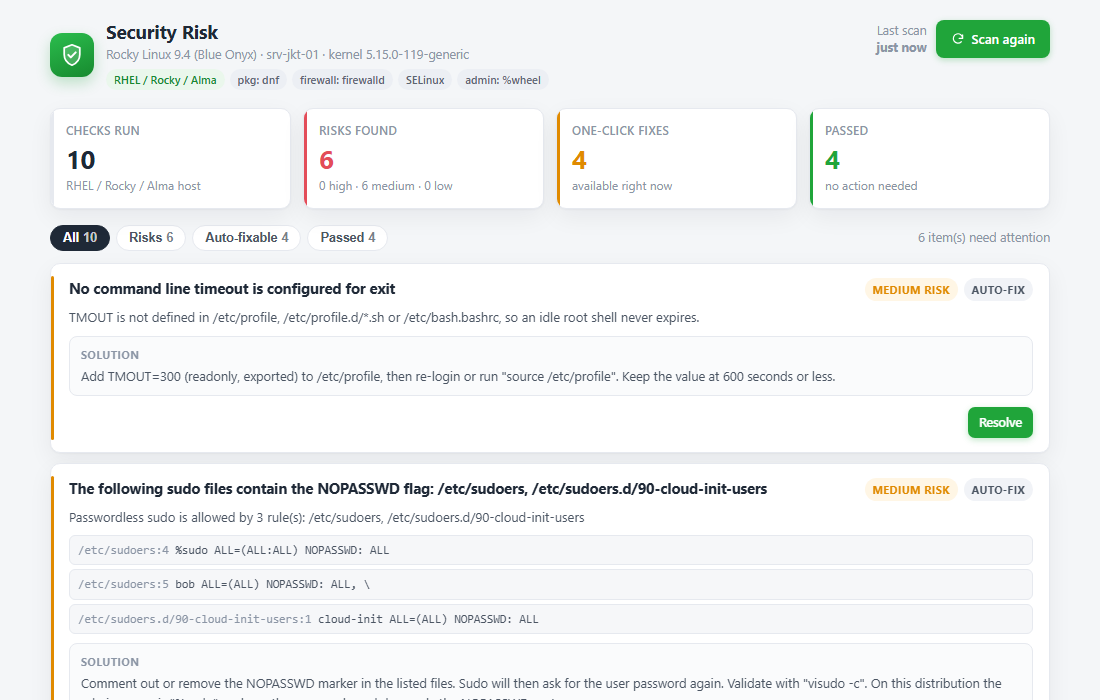 Security Risk
Rocky Linux 9.4 (Blue Onyx) · srv-jkt-01 · kernel 5.15.0-119-generic
RHEL / Rocky / Alma
pkg: dnf
firewall: firewalld
SELinux
admin: %wheel
Last scan
just now
Scan again
CHECKS RUN
10
RHEL / Rocky / Alma host
RISKS FOUND
6
0 high · 6 medium · 0 low
ONE-CLICK FIXES
4
available right now
PASSED
4
no action needed
All 10
Risks 6
Auto-fixable 4
Passed 4
6 item(s) need attention
No command line timeout is configured for exit
MEDIUM RISK
AUTO-FIX
TMOUT is not defined in /etc/profile, /etc/profile.d/*.sh or /etc/bash.bashrc, so an idle root shell never expires.
SOLUTION
Add TMOUT=300 (readonly, exported) to /etc/profile, then re-login or run "source /etc/profile". Keep the value at 600 seconds or less.
Resolve
The following sudo files contain the NOPASSWD flag: /etc/sudoers, /etc/sudoers.d/90-cloud-init-users
MEDIUM RISK
AUTO-FIX
Passwordless sudo is allowed by 3 rule(s): /etc/sudoers, /etc/sudoers.d/90-cloud-init-users
/etc/sudoers:4 %sudo ALL=(ALL:ALL) NOPASSWD: ALL
/etc/sudoers:5 bob ALL=(ALL) NOPASSWD: ALL, \
/etc/sudoers.d/90-cloud-init-users:1 cloud-init ALL=(ALL) NOPASSWD: ALL
SOLUTION
Comment out or remove the NOPASSWD marker in the listed files. Sudo will then ask for the user password again. Validate with "visudo -c". On this distribution the